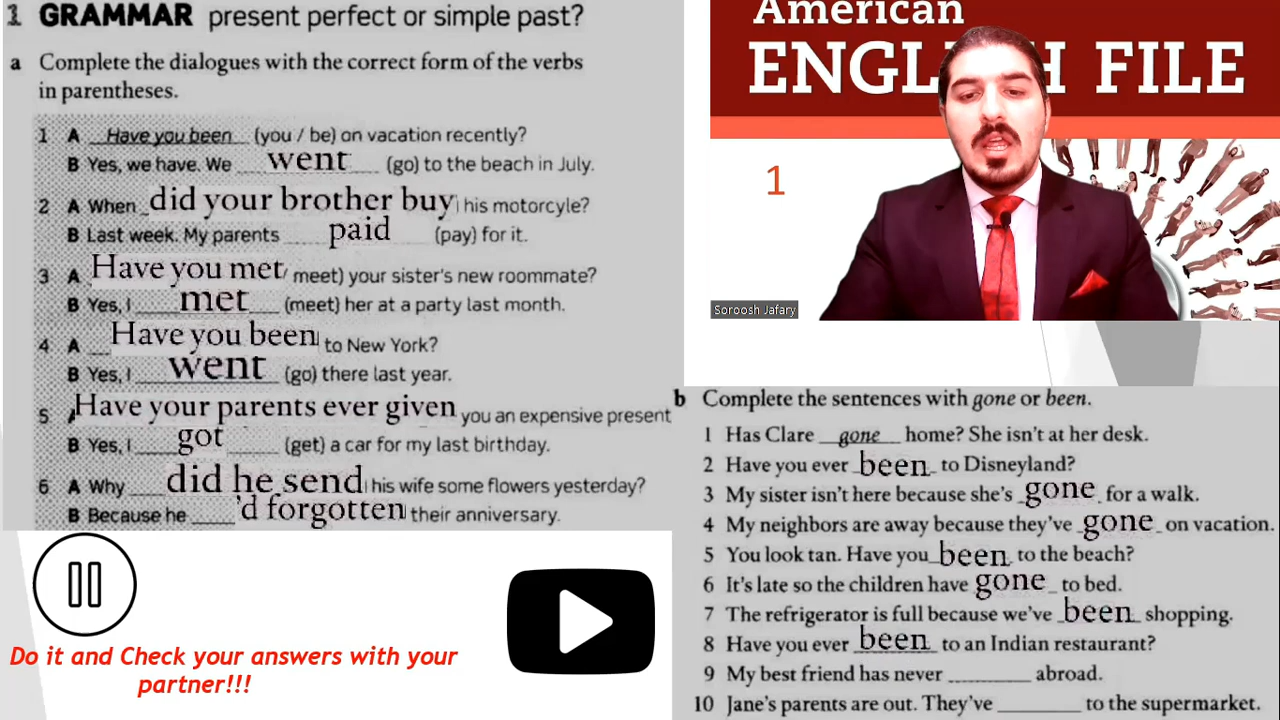 1 GRAMMAR present perfect or simple past?
a Complete the dialogues with the correct form of the verbs
in parentheses.
1 A Have you been (you / be) on vacation recently?
B Yes, we have. We went (go) to the beach in July.
2 A When did your brother buy his motorcyle?
B Last week. My parents paid (pay) for it.
3 A Have you met meet) your sister's new roommate?
B Yes, I met (meet) her at a party last month.
4 A Have you been to New York?
B Yes, I went (go) there last year.
5 Have your parents ever given you an expensive present
B Yes, I got (get) a car for my last birthday.
6 A Why did he send his wife some flowers yesterday?
B Because he 'd forgotten their anniversary.
Do it and Check your answers with your
partner!!!
American
ENGL H FILE
1
Soroosh Jafary
b Complete the sentences with gone or been.
1 Has Clare gone home? She isn't at her desk.
2 Have you ever been to Disneyland?
3 My sister isn't here because she's gone for a walk.
4 My neighbors are away because they've gone on vacation.
5 You look tan. Have you been to the beach?
6 It's late so the children have gone to bed.
7 The refrigerator is full because we've been shopping.
8 Have you ever been to an Indian restaurant?
9 My best friend has never ________ abroad.
10 Jane's parents are out. They've ________ to the supermarket.